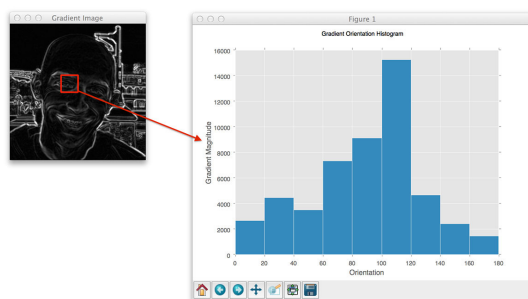 Gradient Image
Figure 1
Gradient Orientation Histogram
16000
14000
12000
10000
8000
6000
4000
2000
0
Gradient Magnitude
0 20 40 60 80 100 120 140 160 180
Orientation